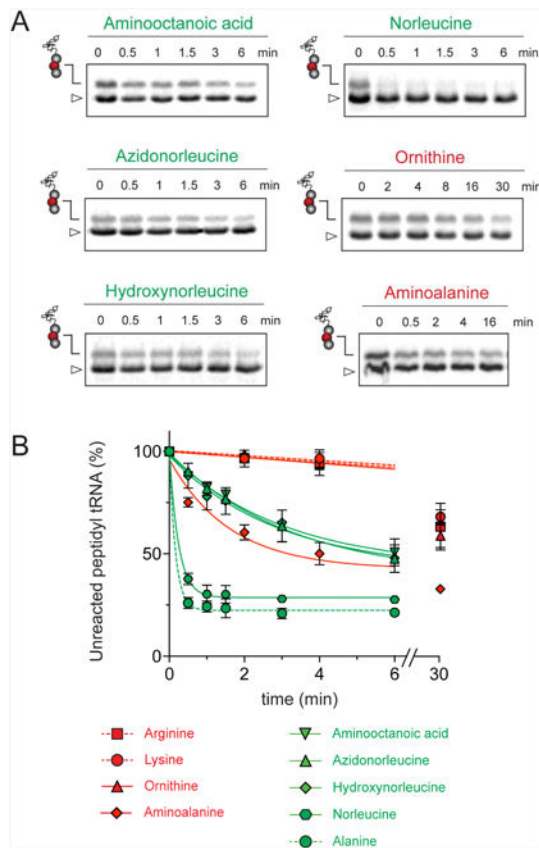 A
Aminooctanoic acid
0 0.5 1 1.5 3 6 min
Norleucine
0 0.5 1 1.5 3 6 min
Azidonorleucine
0 0.5 1 1.5 3 6 min
Ornithine
0 2 4 8 16 30 min
Hydroxynorleucine
0 0.5 1 1.5 3 6 min
Aminoalanine
0 0.5 2 4 16 min
B
Unreacted peptidyl tRNA (%)
100
50
0
0 2 4 6 30
time (min)
Arginine
Lysine
Ornithine
Aminoalanine
Aminooctanoic acid
Azidonorleucine
Hydroxynorleucine
Norleucine
Alanine